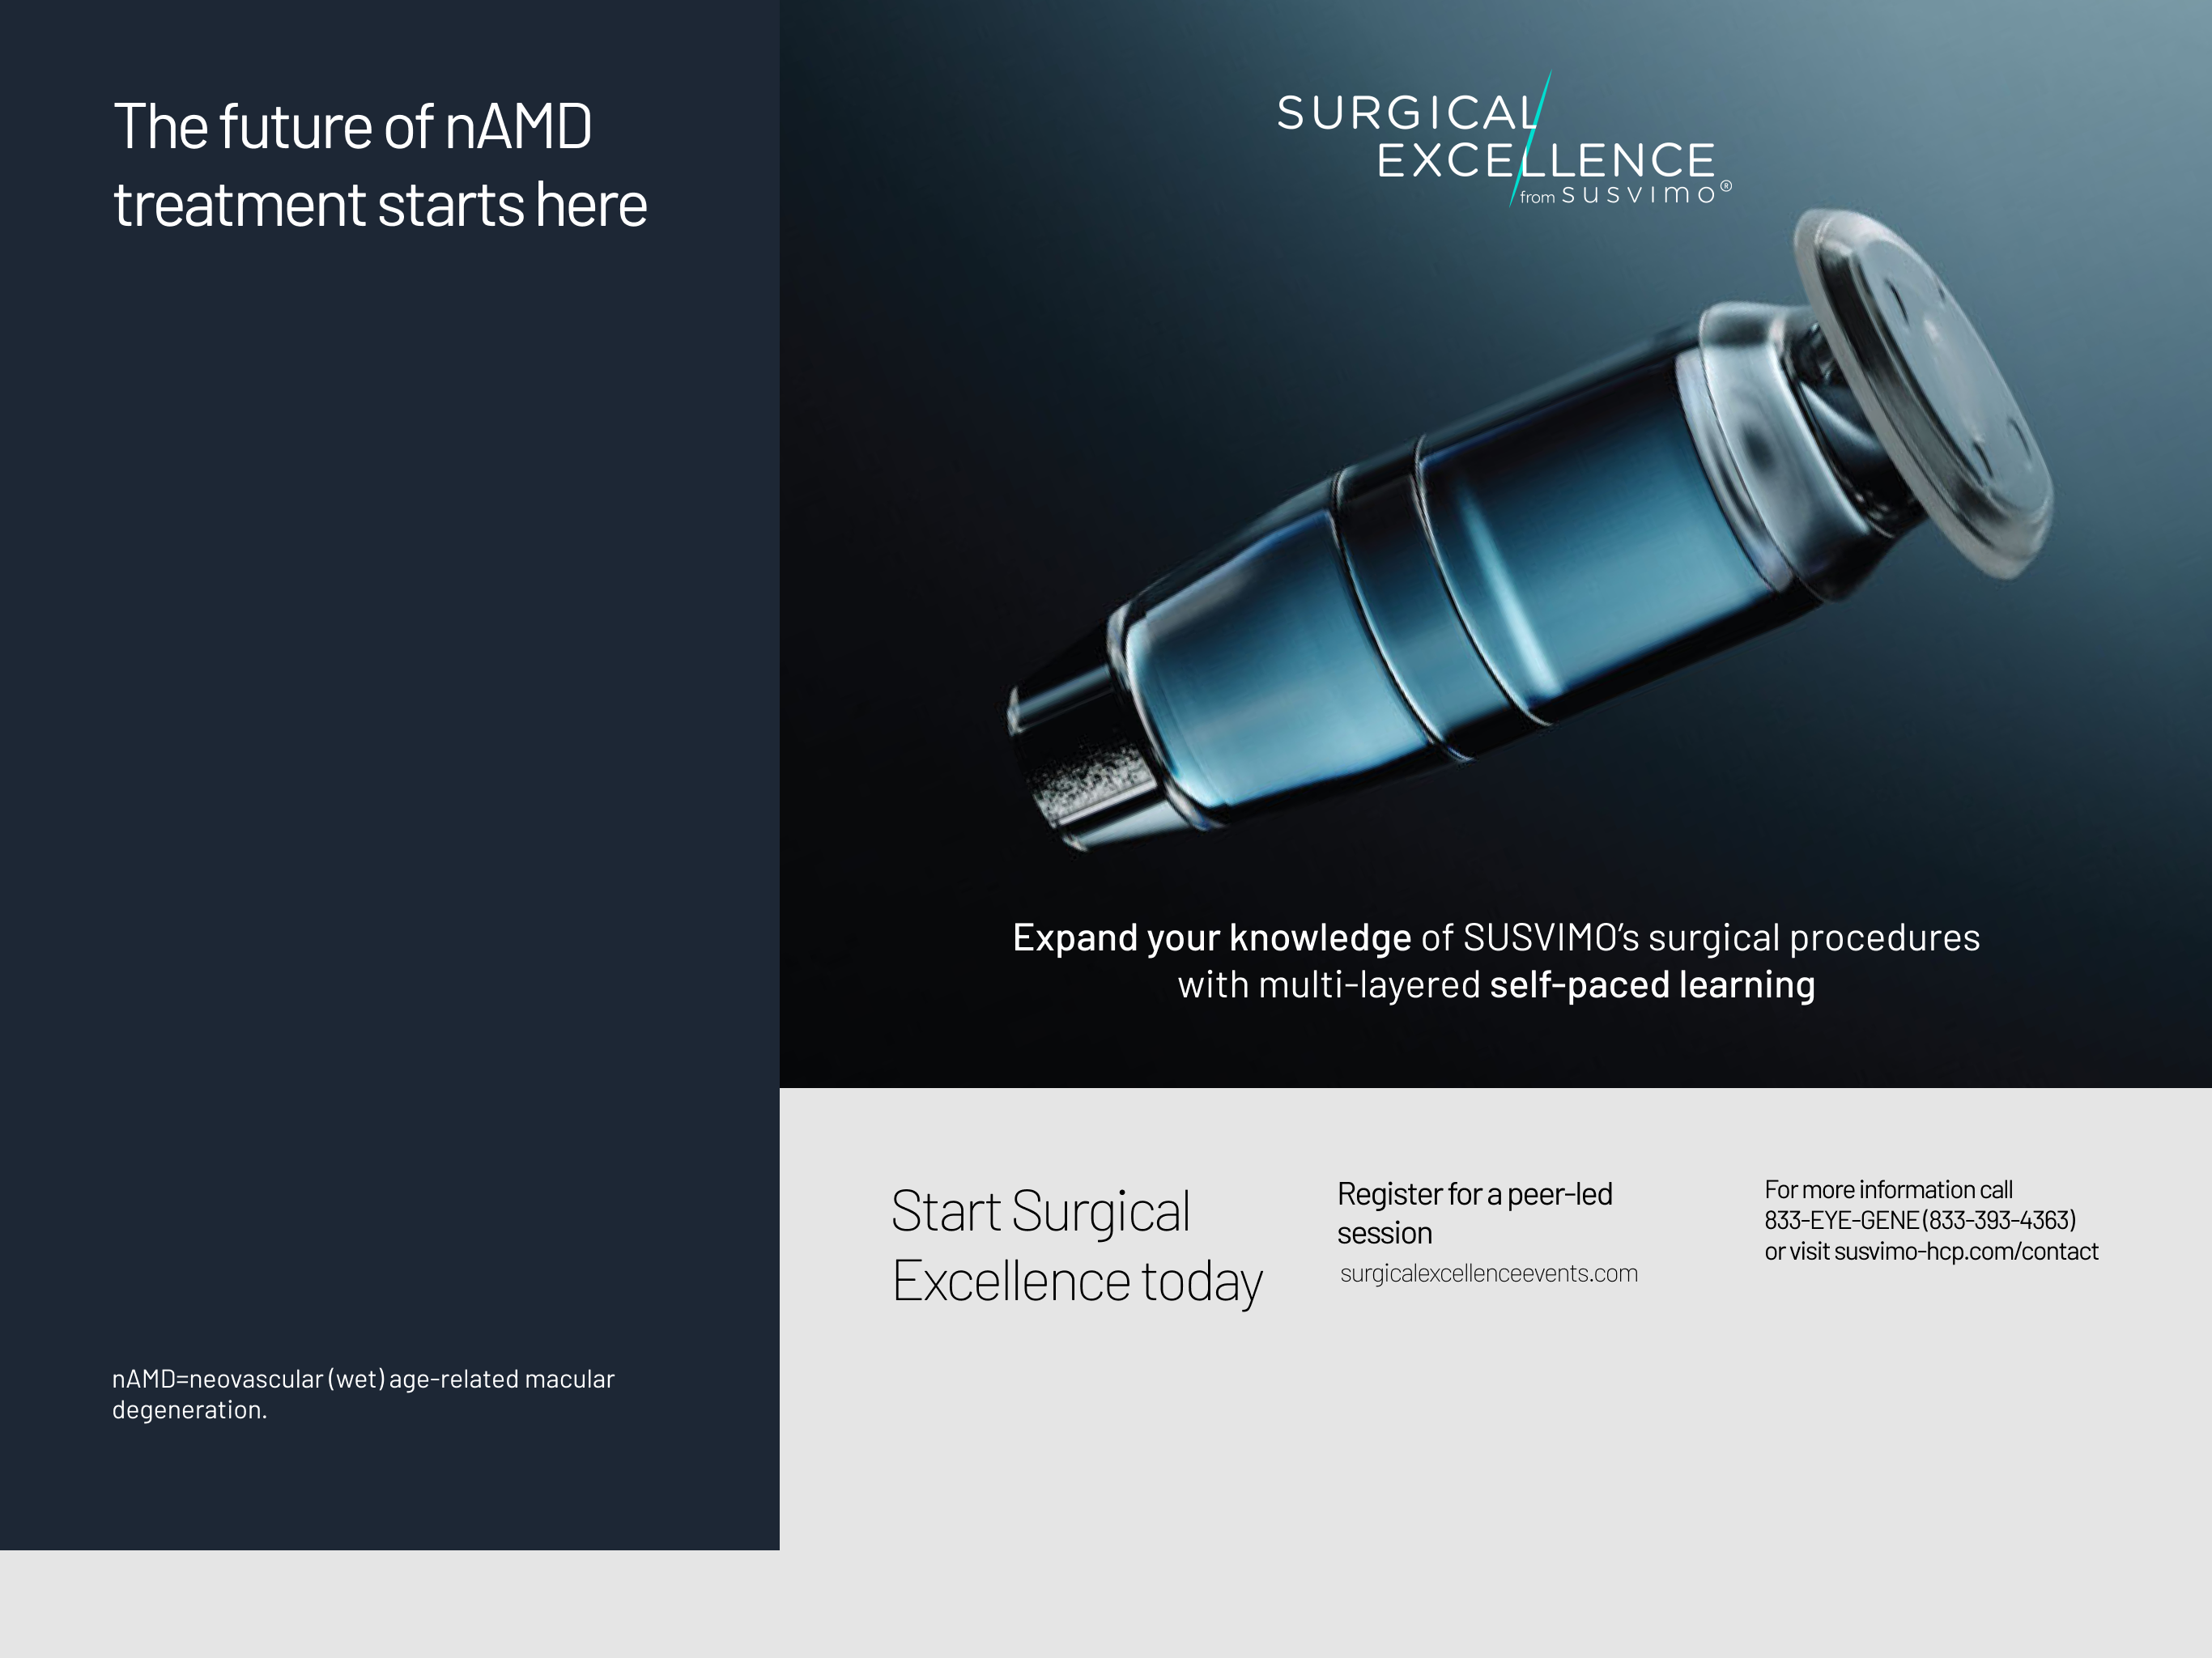 The future of nAMD
treatment starts here
nAMD=neovascular (wet) age-related macular
degeneration.
SURGICAL
EXCELLENCE
from SUSVIMO®
Expand your knowledge of SUSVIMO’s surgical procedures
with multi-layered self-paced learning
Start Surgical
Excellence today
Register for a peer-led
session
surgicalexcellenceevents.com
For more information call
833-EYE-GENE (833-393-4363)
or visit susvimo-hcp.com/contact